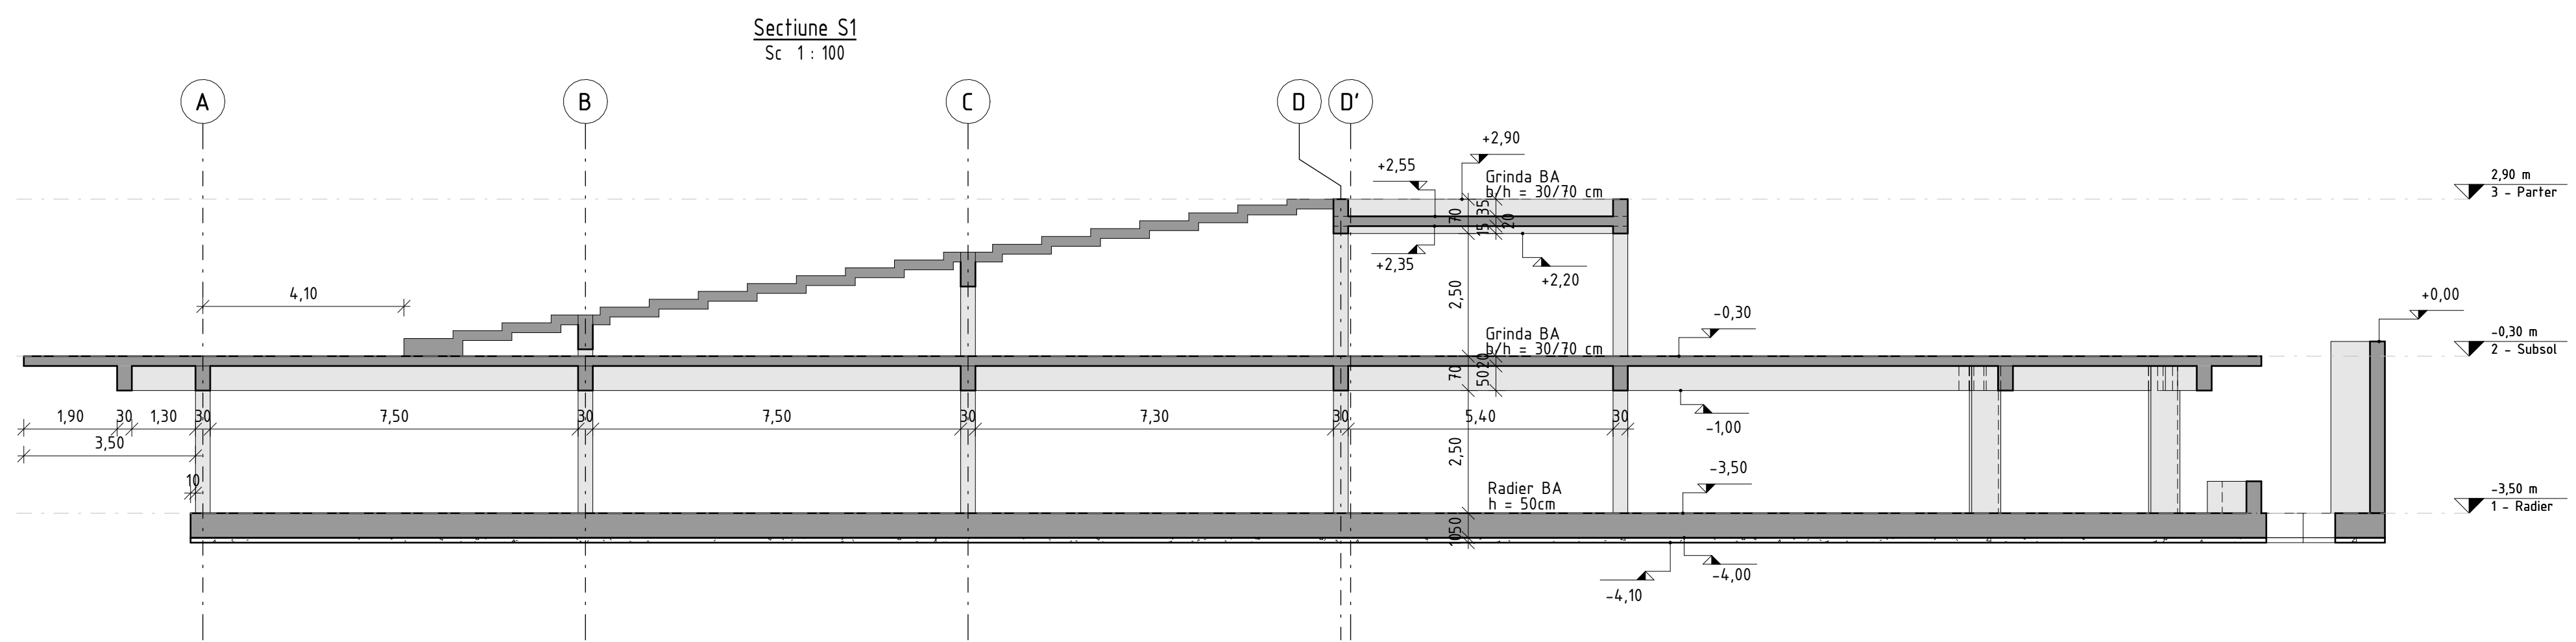 Sectiune S1
Sc 1 : 100
A
B
C
D
D'
+2,90
+2,55
Grinda BA
b/h = 30/70 cm
70
35
15
20
2,90 m
3 - Parter
+2,35
+2,20
4,10
2,50
-0,30
+0,00
Grinda BA
b/h = 30/70 cm
20
70
50
-0,30 m
2 - Subsol
1,90
30
1,30
30
7,50
30
7,50
30
7,30
30
5,40
30
-1,00
3,50
2,50
10
-3,50
Radier BA
h = 50cm
-3,50 m
1 - Radier
50
10
-4,00
-4,10